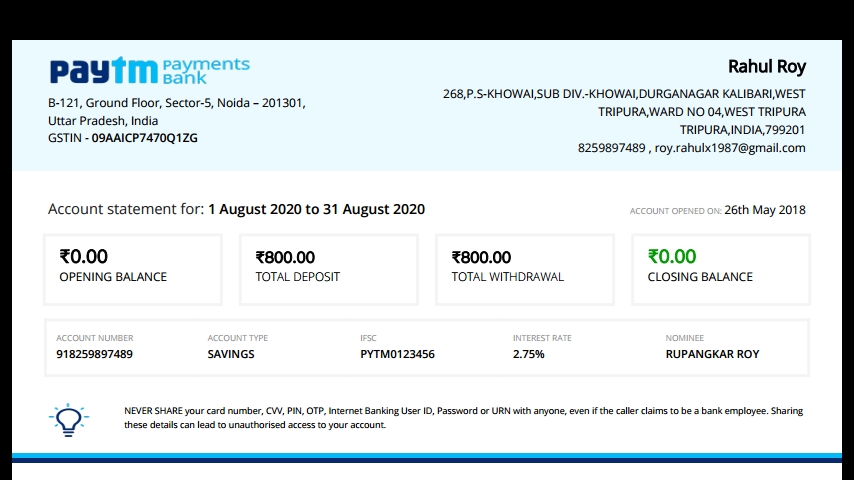 paytm Payments Bank
B-121, Ground Floor, Sector-5, Noida – 201301,
Uttar Pradesh, India
GSTIN - 09AAICP7470Q1ZG
Rahul Roy
268,P.S-KHOWAI,SUB DIV.-KHOWAI,DURGANAGAR KALIBARI,WEST
TRIPURA,WARD NO 04,WEST TRIPURA
TRIPURA,INDIA,799201
8259897489 , roy.rahulx1987@gmail.com
Account statement for: 1 August 2020 to 31 August 2020
ACCOUNT OPENED ON: 26th May 2018
₹0.00
OPENING BALANCE
₹800.00
TOTAL DEPOSIT
₹800.00
TOTAL WITHDRAWAL
₹0.00
CLOSING BALANCE
ACCOUNT NUMBER
918259897489
ACCOUNT TYPE
SAVINGS
IFSC
PYTM0123456
INTEREST RATE
2.75%
NOMINEE
RUPANGKAR ROY
NEVER SHARE your card number, CVV, PIN, OTP, Internet Banking User ID, Password or URN with anyone, even if the caller claims to be a bank employee. Sharing
these details can lead to unauthorised access to your account.